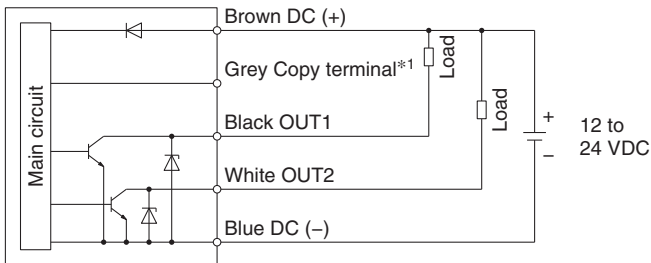 Brown DC (+)
Grey Copy terminal*1
Black OUT1
White OUT2
Blue DC (−)
Main circuit
Load
Load
+
−
12 to
24 VDC